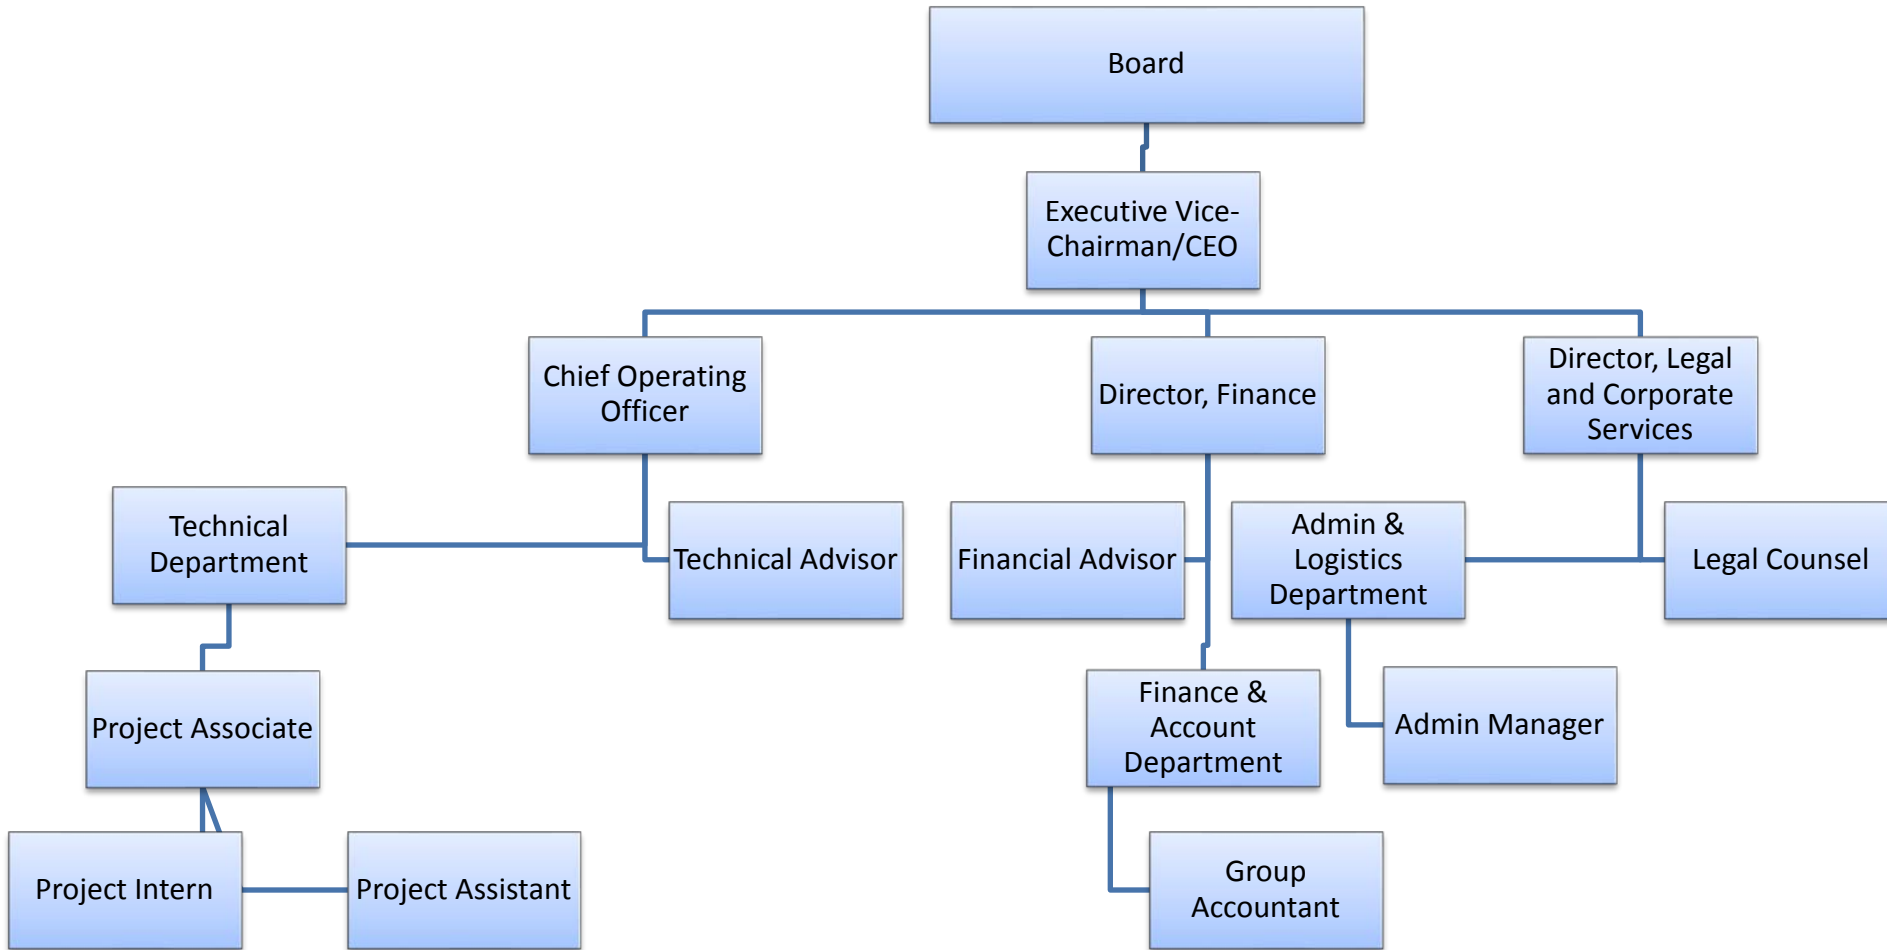 Board
Executive Vice-
Chairman/CEO
Chief Operating
Officer
Director, Finance
Director, Legal
and Corporate
Services
Technical
Department
Technical Advisor
Financial Advisor
Admin &
Logistics
Department
Legal Counsel
Project Associate
Finance &
Account
Department
Admin Manager
Project Intern
Project Assistant
Group
Accountant